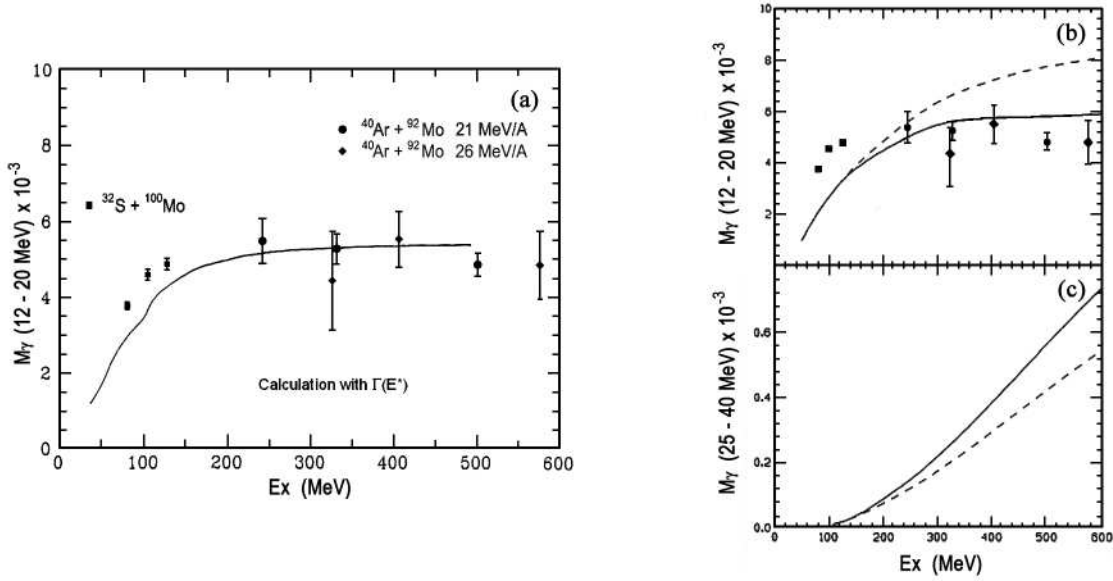 (a)
⁴⁰Ar + ⁹²Mo 21 MeV/A
⁴⁰Ar + ⁹²Mo 26 MeV/A
³²S + ¹⁰⁰Mo
Calculation with Γ(E*)
Mγ (12 - 20 MeV) x 10⁻³
10
8
6
4
2
0
0 100 200 300 400 500 600
Ex (MeV)
(b)
Mγ (12 - 20 MeV) x 10⁻³
10
8
6
4
2
(c)
Mγ (25 - 40 MeV) x 10⁻³
0.6
0.4
0.2
0.0
0 100 200 300 400 500 600
Ex (MeV)